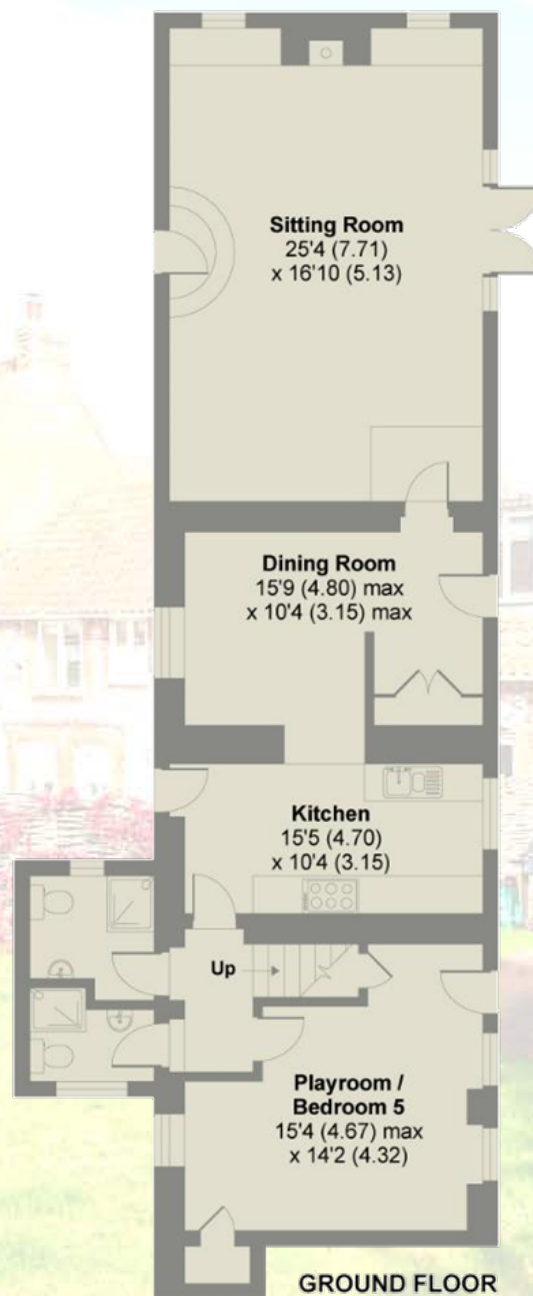 Sitting Room
25'4 (7.71)
x 16'10 (5.13)
Dining Room
15'9 (4.80) max
x 10'4 (3.15) max
Kitchen
15'5 (4.70)
x 10'4 (3.15)
Up
Playroom /
Bedroom 5
15'4 (4.67) max
x 14'2 (4.32)
GROUND FLOOR